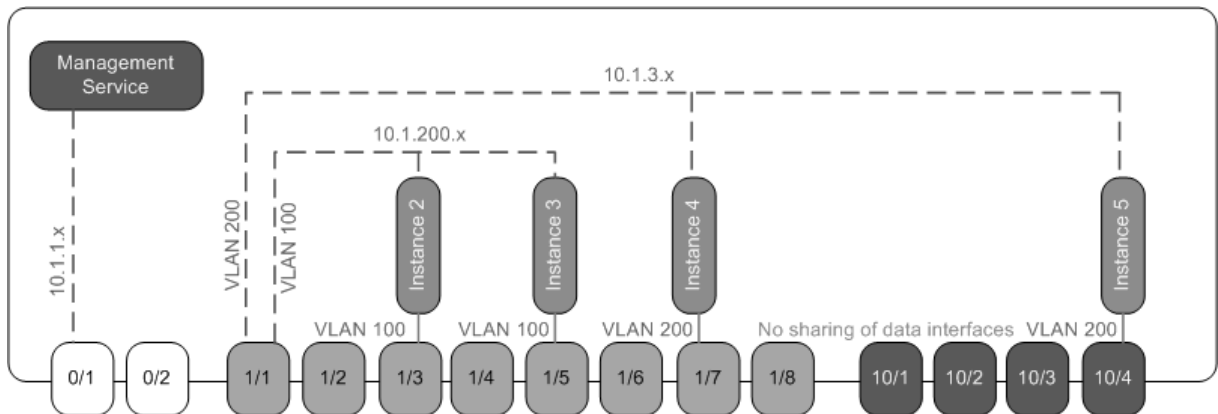 Management
Service
10.1.3.x
10.1.200.x
10.1.1.x
VLAN 200
VLAN 100
Instance 2
Instance 3
Instance 4
Instance 5
VLAN 100
VLAN 100
VLAN 200
No sharing of data interfaces
VLAN 200
0/1
0/2
1/1
1/2
1/3
1/4
1/5
1/6
1/7
1/8
10/1
10/2
10/3
10/4